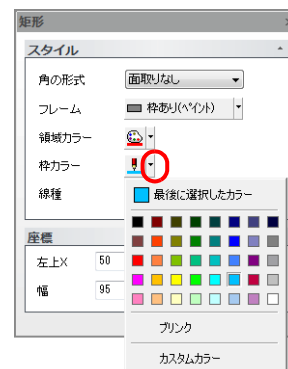 矩形
スタイル
角の形式 面取りなし
フレーム 枠あり(ペイント)
領域カラー
枠カラー
線種
最後に選択したカラー
座標
左上X 50
幅 95
ブリンク
カスタムカラー